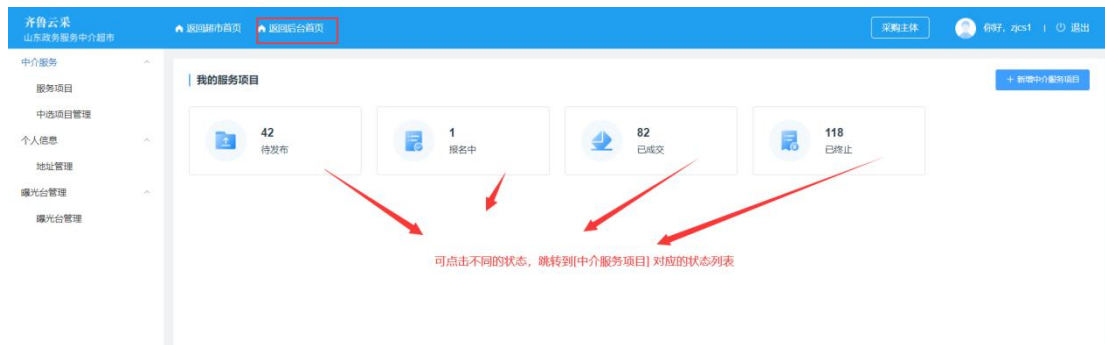 齐鲁云采
山东政务服务中介超市
返回超市首页
返回后台首页
采购主体
你好，zjcs1 | 退出
中介服务
服务项目
中选项目管理
个人信息
地址管理
曝光台管理
曝光台管理
我的服务项目
+ 新增中介服务项目
42
待发布
1
报名中
82
已成交
118
已终止
可点击不同的状态，跳转到[中介服务项目] 对应的状态列表